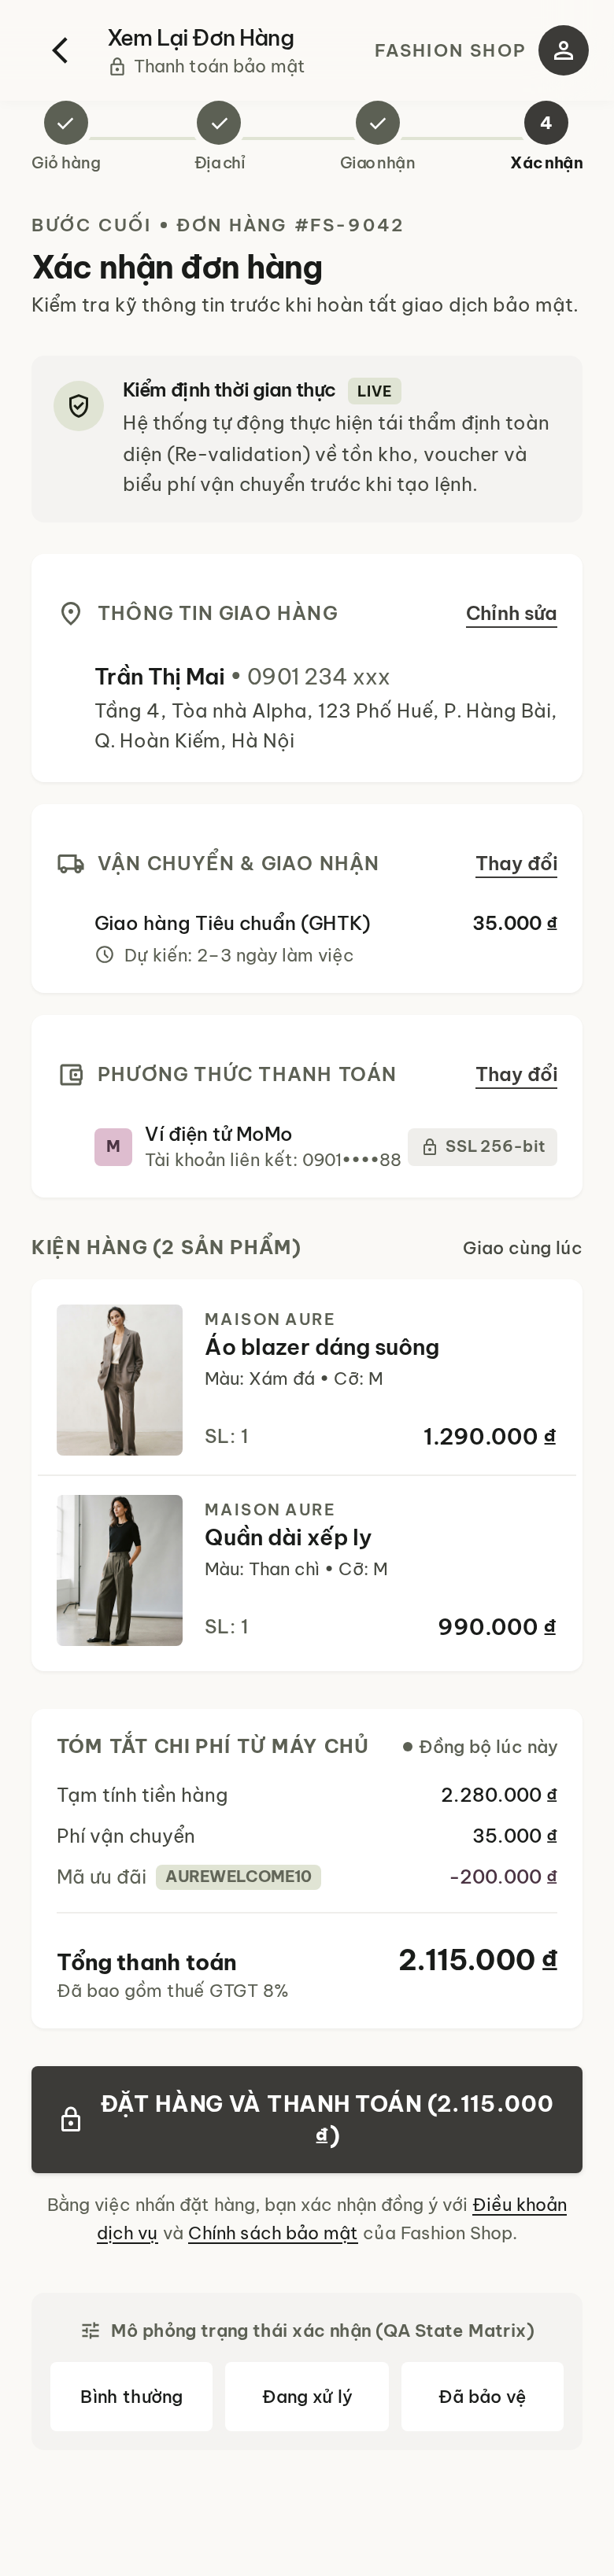 Xem Lại Đơn Hàng
Thanh toán bảo mật
FASHION SHOP
4
Giỏ hàng
Địa chỉ
Giao nhận
Xác nhận
BƯỚC CUỐI • ĐƠN HÀNG #FS-9042
Xác nhận đơn hàng
Kiểm tra kỹ thông tin trước khi hoàn tất giao dịch bảo mật.
Kiểm định thời gian thực LIVE
Hệ thống tự động thực hiện tái thẩm định toàn
diện (Re-validation) về tồn kho, voucher và
biểu phí vận chuyển trước khi tạo lệnh.
THÔNG TIN GIAO HÀNG
Chỉnh sửa
Trần Thị Mai • 0901 234 xxx
Tầng 4, Tòa nhà Alpha, 123 Phố Huế, P. Hàng Bài,
Q. Hoàn Kiếm, Hà Nội
VẬN CHUYỂN & GIAO NHẬN
Thay đổi
Giao hàng Tiêu chuẩn (GHTK)
35.000 ₫
Dự kiến: 2–3 ngày làm việc
PHƯƠNG THỨC THANH TOÁN
Thay đổi
M
Ví điện tử MoMo
Tài khoản liên kết: 0901••••88
SSL 256-bit
KIỆN HÀNG (2 SẢN PHẨM)
Giao cùng lúc
MAISON AURE
Áo blazer dáng suông
Màu: Xám đá • Cỡ: M
SL: 1
1.290.000 ₫
MAISON AURE
Quần dài xếp ly
Màu: Than chì • Cỡ: M
SL: 1
990.000 ₫
TÓM TẮT CHI PHÍ TỪ MÁY CHỦ
Đồng bộ lúc này
Tạm tính tiền hàng
2.280.000 ₫
Phí vận chuyển
35.000 ₫
Mã ưu đãi AUREWELCOME10
-200.000 ₫
Tổng thanh toán
2.115.000 ₫
Đã bao gồm thuế GTGT 8%
ĐẶT HÀNG VÀ THANH TOÁN (2.115.000
₫)
Bằng việc nhấn đặt hàng, bạn xác nhận đồng ý với Điều khoản
dịch vụ và Chính sách bảo mật của Fashion Shop.
Mô phỏng trạng thái xác nhận (QA State Matrix)
Bình thường
Đang xử lý
Đã bảo vệ